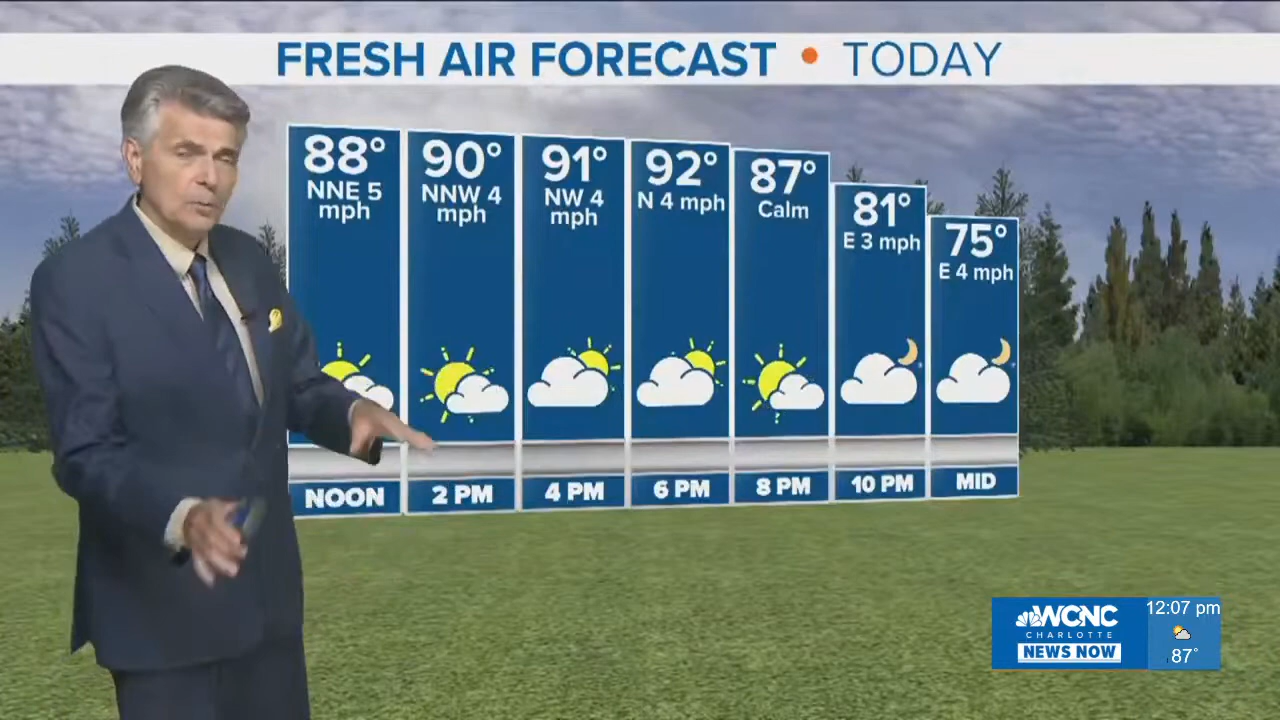 FRESH AIR FORECAST • TODAY
88°
NNE 5
mph
NOON
90°
NNW 4
mph
2 PM
91°
NW 4
mph
4 PM
92°
N 4 mph
6 PM
87°
Calm
8 PM
81°
E 3 mph
10 PM
75°
E 4 mph
MID
WCNC
CHARLOTTE
NEWS NOW
12:07 pm
87°